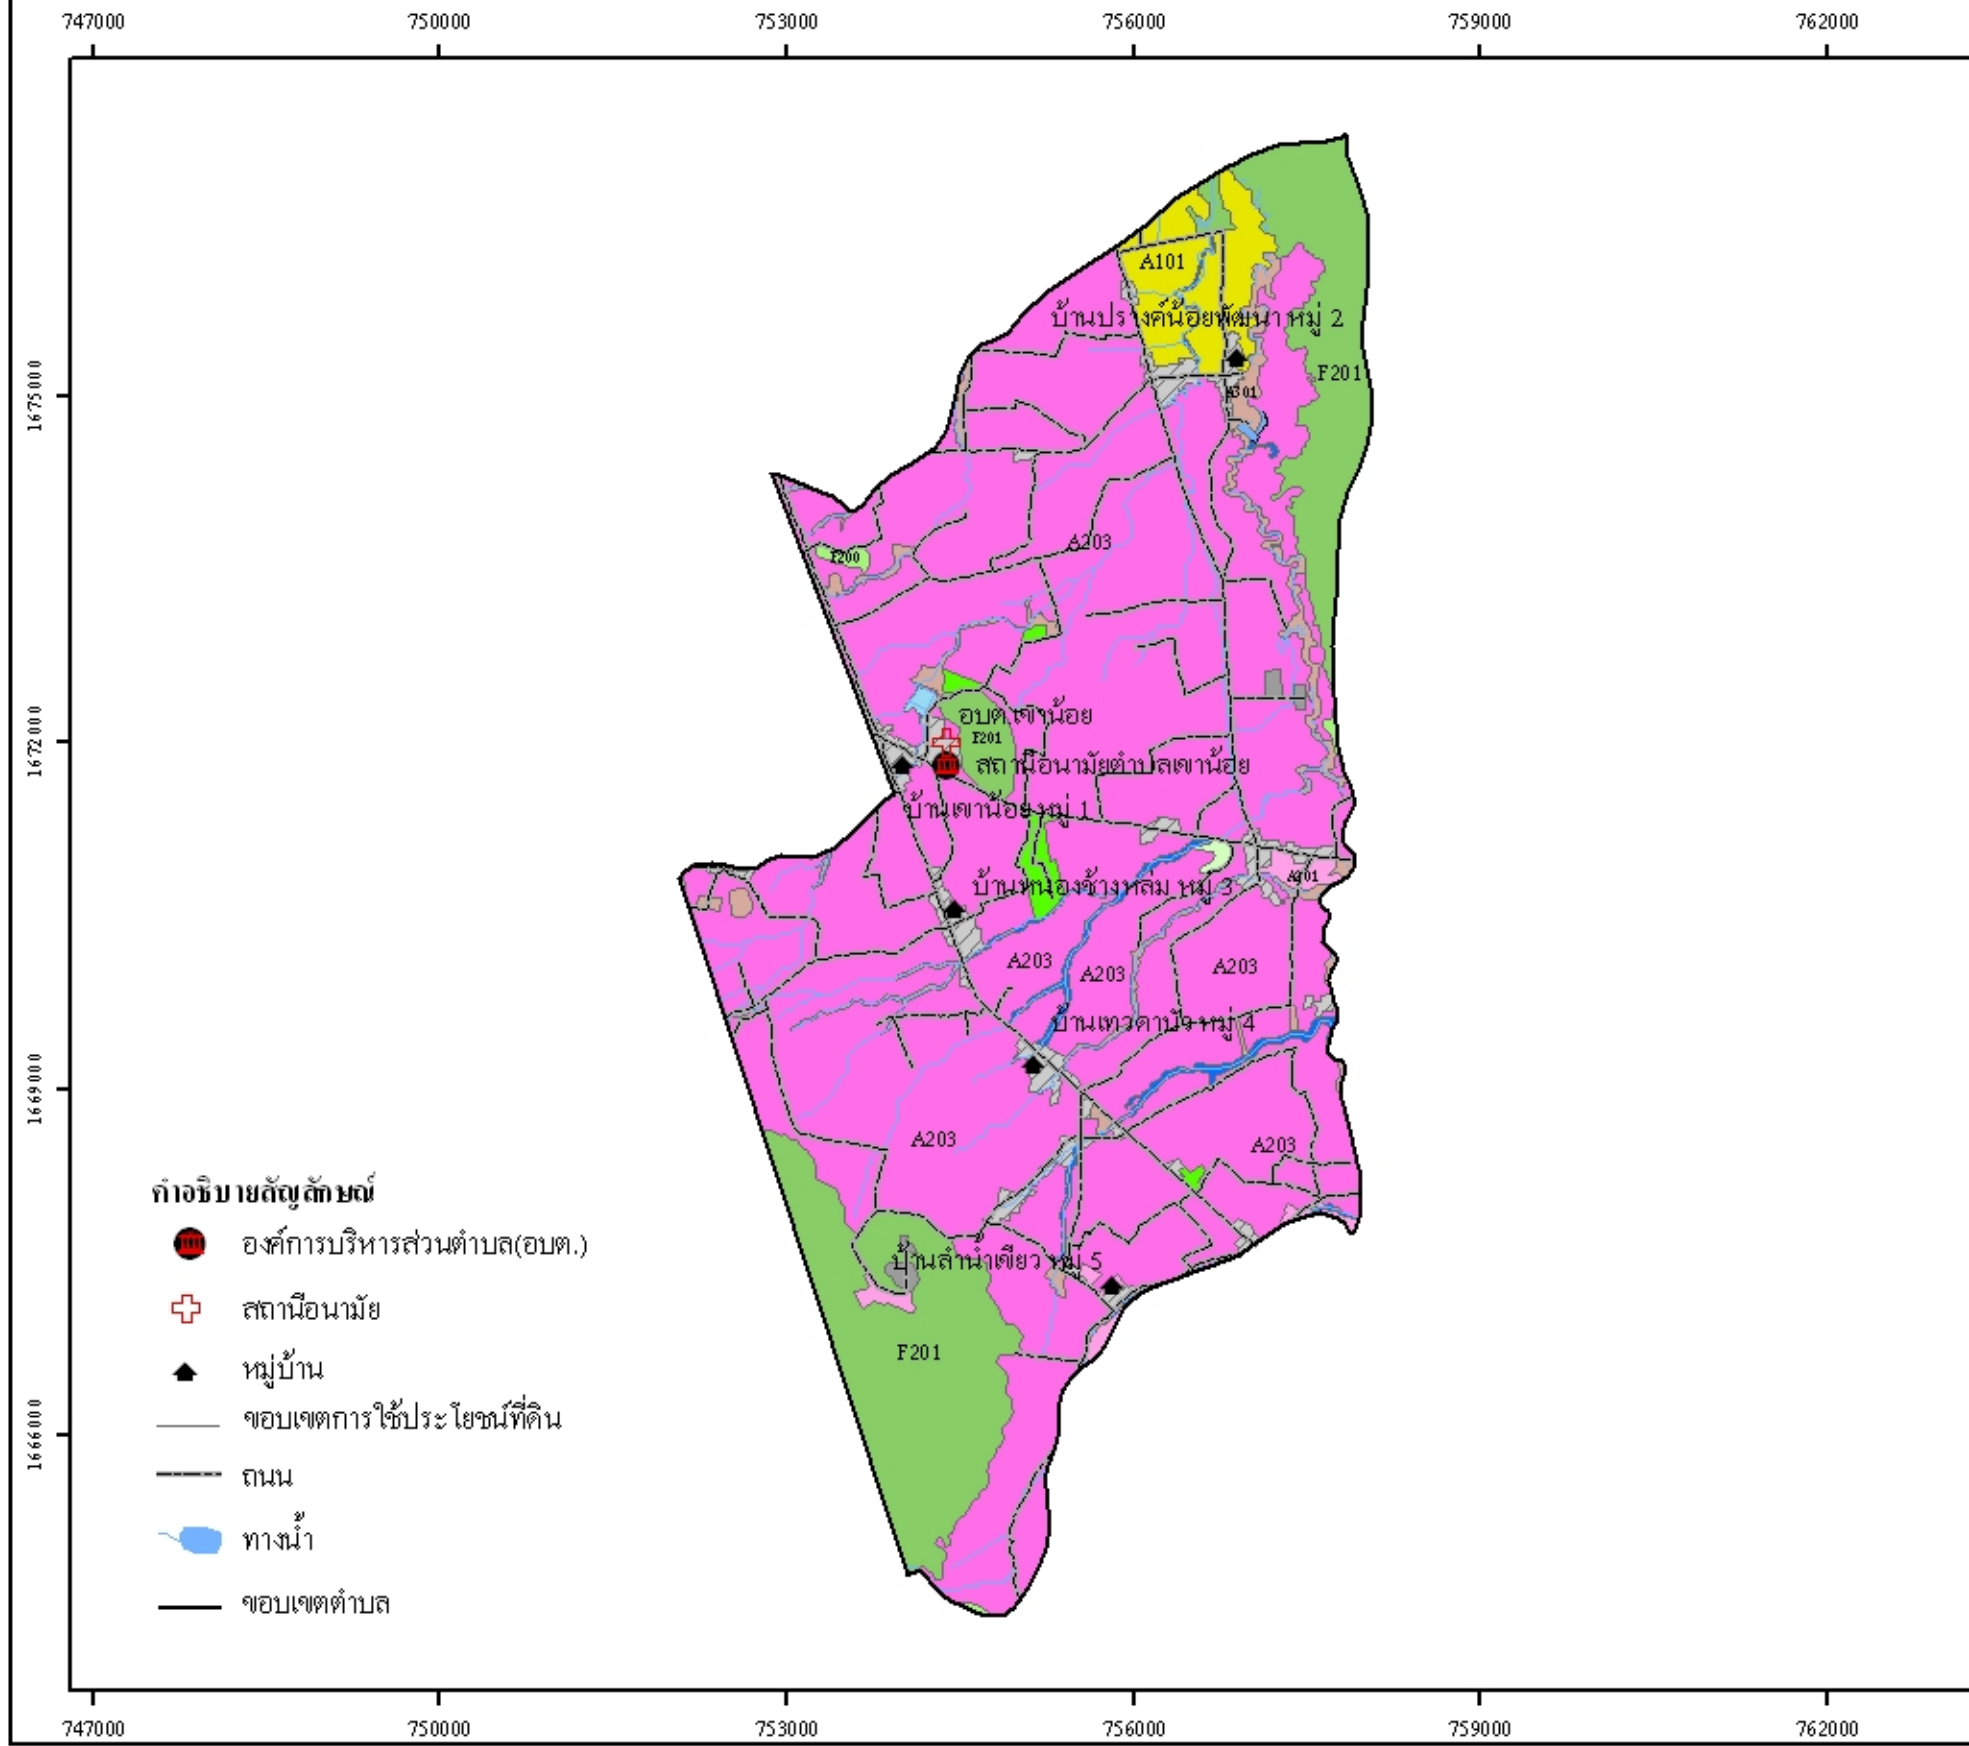 747000 750000 753000 756000 759000 762000
A101
บ้านปรางค์น้อยพัฒนา หมู่ 2
F201
1675000
A301
A203
F200
อบต.เขาน้อย
F201
1672000
สถานีอนามัยตำบลเขาน้อย
บ้านเขาน้อย หมู่ 1
บ้านหนองช้างหล่ม หมู่ 3
A203
A203
A203
บ้านเทวดาบัว หมู่ 4
1669000
A203
A203
คำอธิบายสัญลักษณ์
องค์การบริหารส่วนตำบล(อบต.)
บ้านลำน้ำเขียว หมู่ 5
สถานีอนามัย
F201
หมู่บ้าน
ขอบเขตการใช้ประโยชน์ที่ดิน
1666000
ถนน
ทางน้ำ
ขอบเขตตำบล
747000 750000 753000 756000 759000 762000